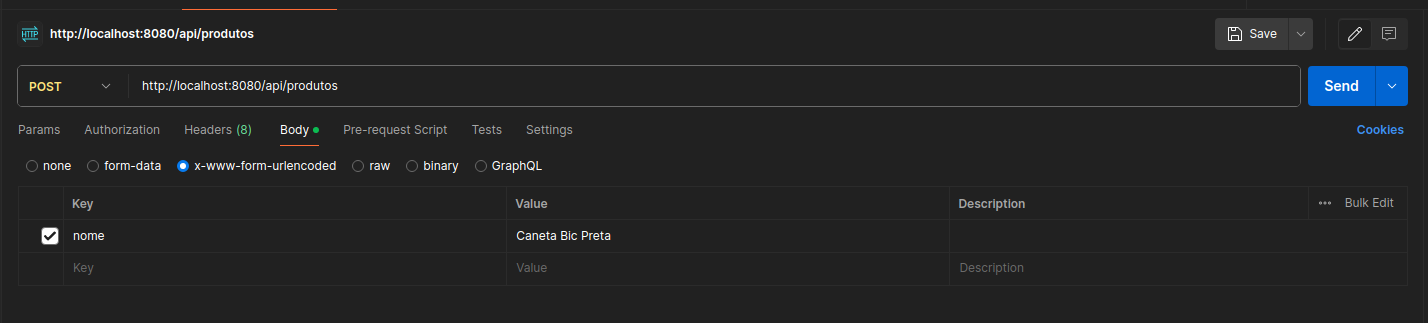 HTTP http://localhost:8080/api/produtos Save
POST http://localhost:8080/api/produtos Send
Params Authorization Headers (8) Body Pre-request Script Tests Settings Cookies
none form-data x-www-form-urlencoded raw binary GraphQL
Key Value Description Bulk Edit
nome Caneta Bic Preta
Key Value Description